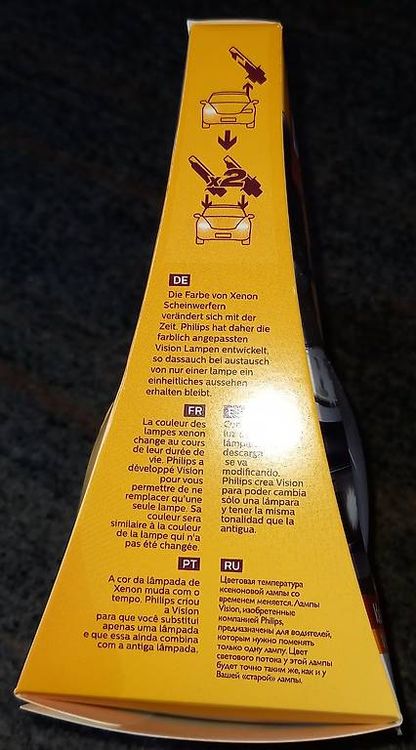 x2
DE
Die Farbe von Xenon
Scheinwerfern
verändert sich mit der
Zeit. Philips hat daher die
farblich angepassten
Vision Lampen entwickelt,
so dassauch bei austausch
von nur einer lampe ein
einheitliches aussehen
erhalten bleibt.
FR
La couleur des
lampes xenon
change au cours
de leur durée de
vie. Philips a
développé Vision
pour vous
permettre de ne
remplacer qu'une
seule lampe. Sa
couleur sera
similaire à la couleur
de la lampe qui n'a
pas été changée.
descarga
se va
modificando.
Philips crea Vision
para poder cambia
sólo una lámpara
y tener la misma
tonalidad que la
antigua.
PT
A cor da lâmpada de
Xenon muda com o
tempo. Philips criou
a Vision
para que você substitui
apenas uma lâmpada
e que essa ainda combina
com a antiga lâmpada.
RU
Цветовая температура
ксеноновой лампы со
временем меняется. Лампы
Vision, изобретенные
компанией Philips,
предназначены для водителей,
которым нужно поменять
только одну лампу. Цвет
светового потока у этой лампы
будет точно таким же, как и у
Вашей «старой» лампы.